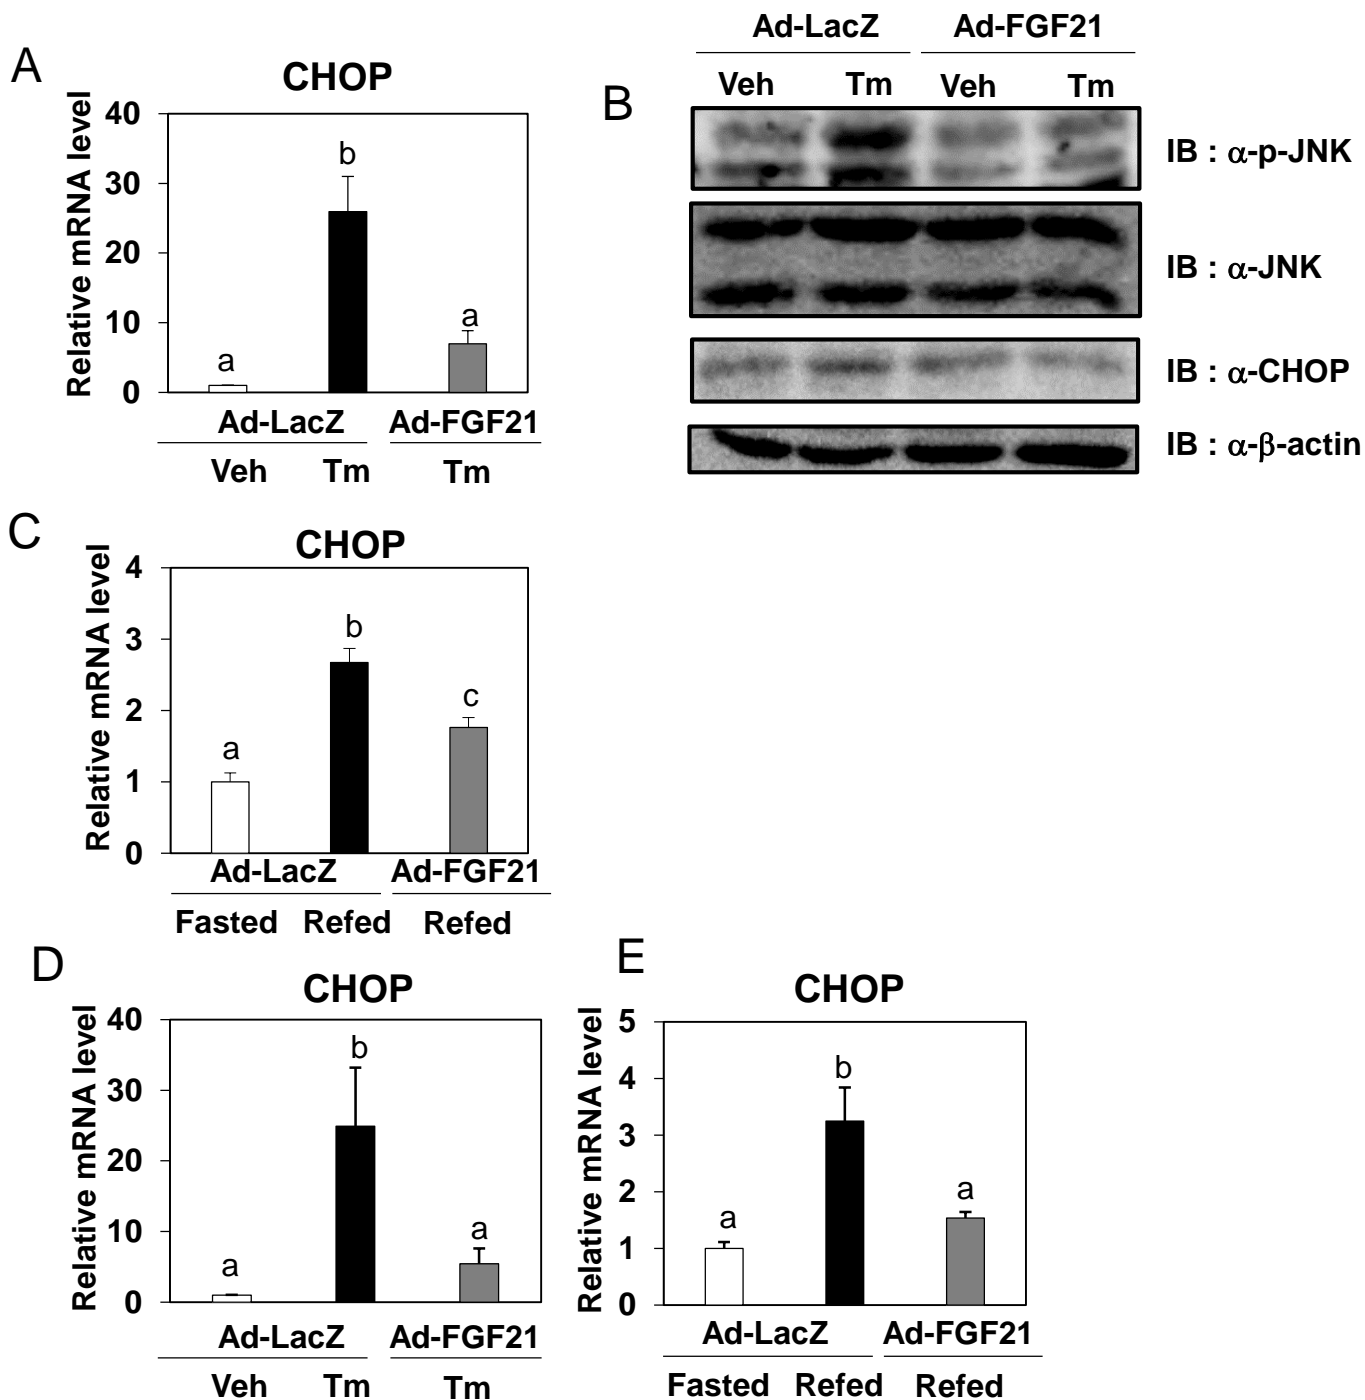 A
CHOP
Relative mRNA level
40
30
20
10
0
a
b
a
Ad-LacZ Ad-FGF21
Veh Tm Tm
B
Ad-LacZ Ad-FGF21
Veh Tm Veh Tm
IB : α-p-JNK
IB : α-JNK
IB : α-CHOP
IB : α-β-actin
C
CHOP
Relative mRNA level
4
3
2
1
0
a
b
c
Ad-LacZ Ad-FGF21
Fasted Refed Refed
D
CHOP
Relative mRNA level
40
30
20
10
0
a
b
a
Ad-LacZ Ad-FGF21
Veh Tm Tm
E
CHOP
Relative mRNA level
5
4
3
2
1
0
a
b
a
Ad-LacZ Ad-FGF21
Fasted Refed Refed